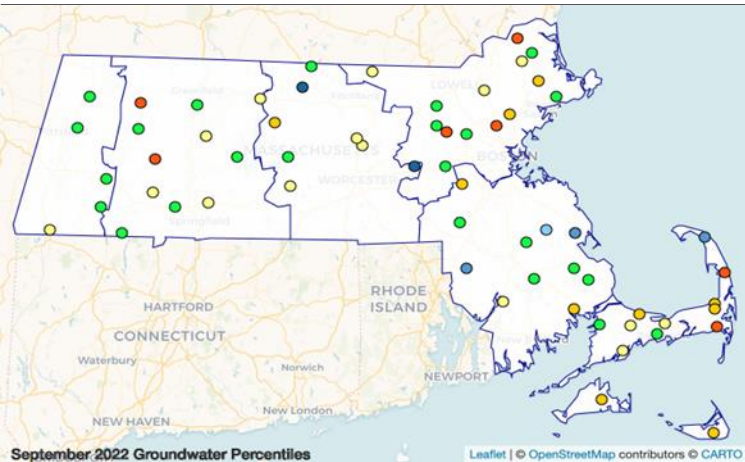 Greenfield
LOWELL
Fitchburg
MASSACHUSETTS
BOSTON
WORCESTER
Springfield
RHODE
ISLAND
HARTFORD
CONNECTICUT
Waterbury
Norwich
NEWPORT
New London
NEW HAVEN
September 2022 Groundwater Percentiles
Leaflet | © OpenStreetMap contributors © CARTO